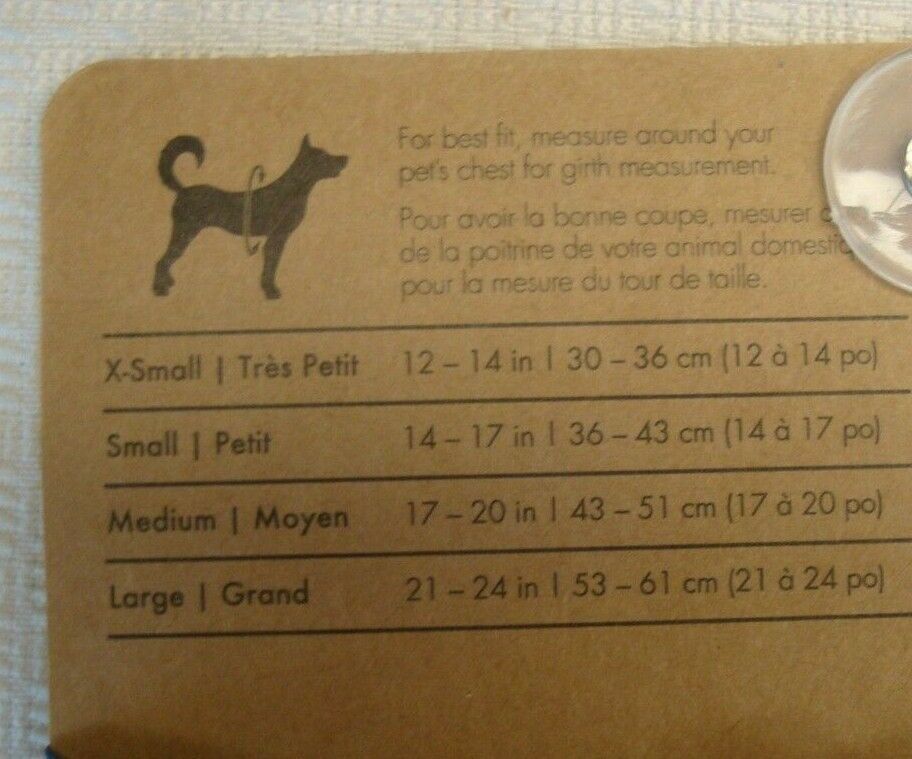 For best fit, measure around your
pet's chest for girth measurement.
Pour avoir la bonne coupe, mesurer
de la poitrine de votre animal
pour la mesure du tour de taille.
X-Small | Très Petit 12 – 14 in | 30 – 36 cm (12 à 14 po)
Small | Petit 14 – 17 in | 36 – 43 cm (14 à 17 po)
Medium | Moyen 17 – 20 in | 43 – 51 cm (17 à 20 po)
Large | Grand 21 – 24 in | 53 – 61 cm (21 à 24 po)